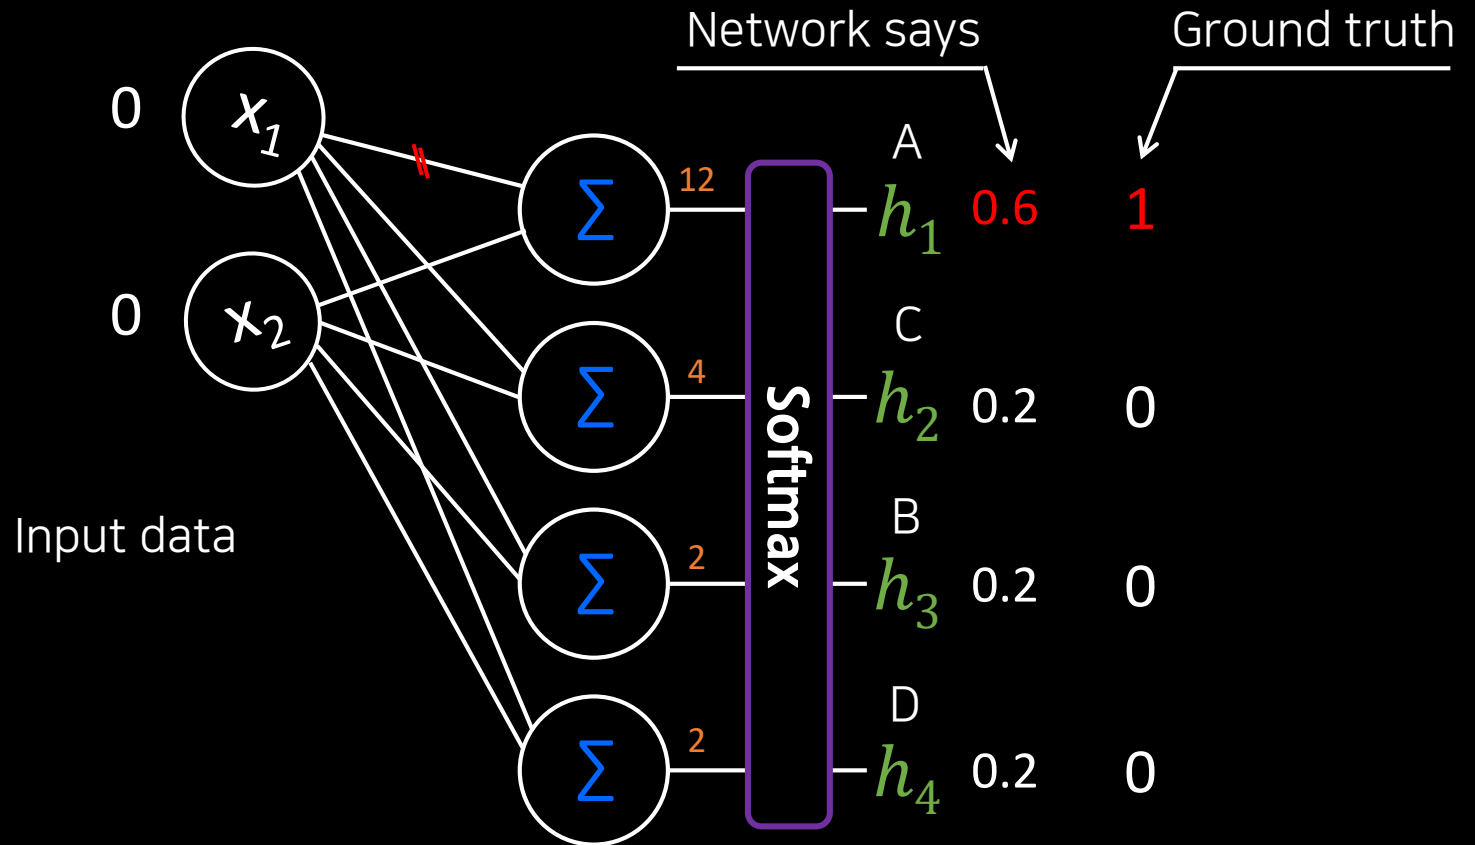 Network says
Ground truth
0
x1
0
x2
Input data
Σ
Σ
Σ
Σ
12
4
2
2
Softmax
A
h1 0.6 1
C
h2 0.2 0
B
h3 0.2 0
D
h4 0.2 0